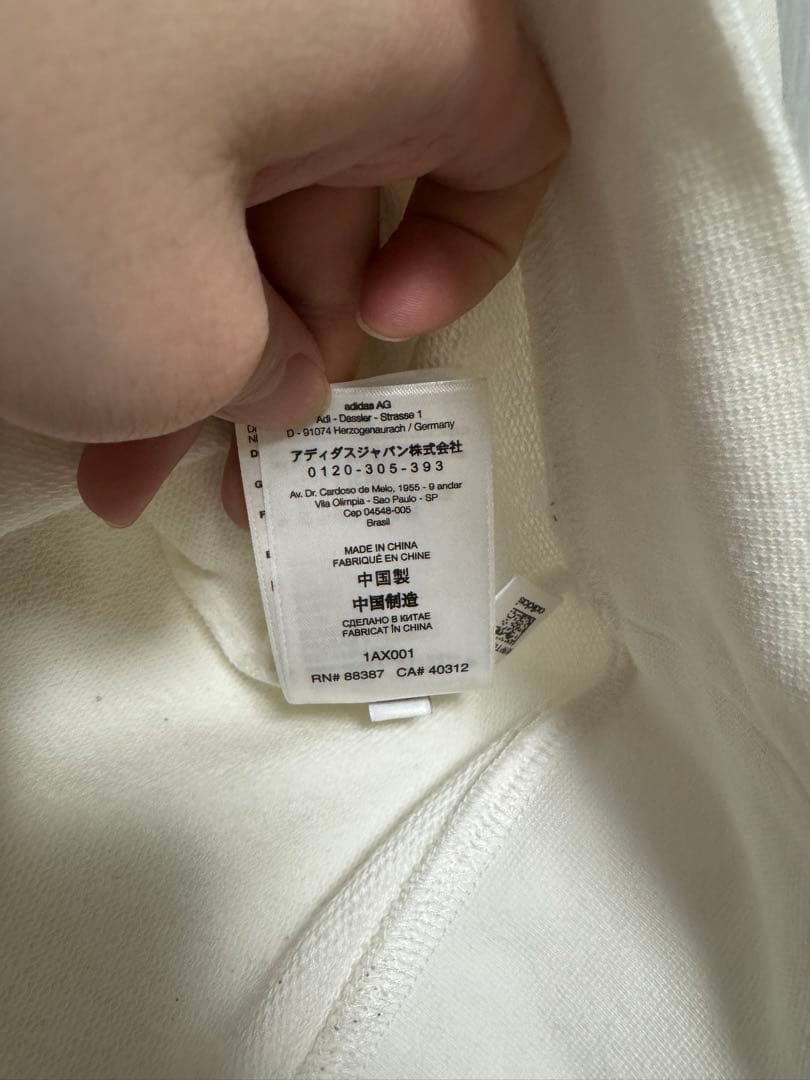 adidas AG
Adi - Dassler - Strasse 1
D - 91074 Herzogenaurach / Germany
アディダスジャパン株式会社
0120-305-393
Av. Dr. Cardoso de Melo, 1955 - 9 andar
Vila Olimpia - Sao Paulo - SP
Cep 04548-005
Brasil
MADE IN CHINA
FABRIQUÉ EN CHINE
中国製
中国制造
СДЕЛАНО В КИТАЕ
FABRICAT ÎN CHINA
1AX001
RN# 88387 CA# 40312
adidas